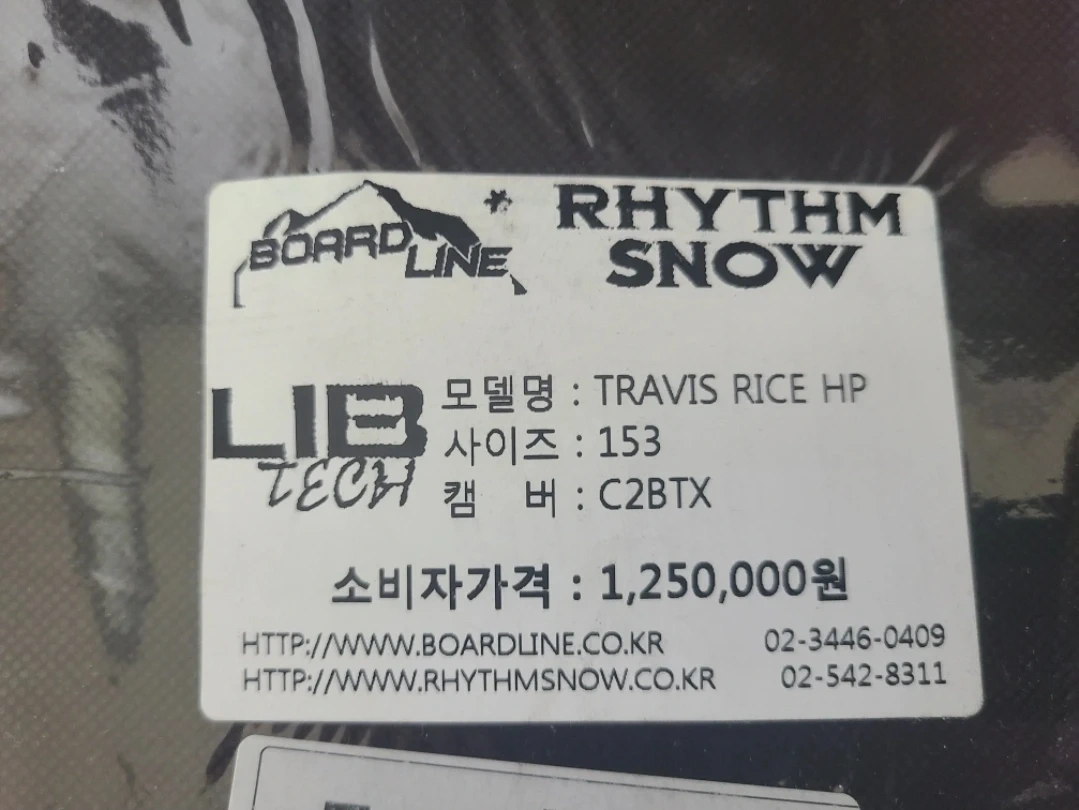 BOARD LINE
RHYTHM
SNOW
LIB
TECH
모델명 : TRAVIS RICE HP
사이즈 : 153
캠 버 : C2BTX
소비자가격 : 1,250,000원
HTTP://WWW.BOARDLINE.CO.KR 02-3446-0409
HTTP://WWW.RHYTHMSNOW.CO.KR 02-542-8311